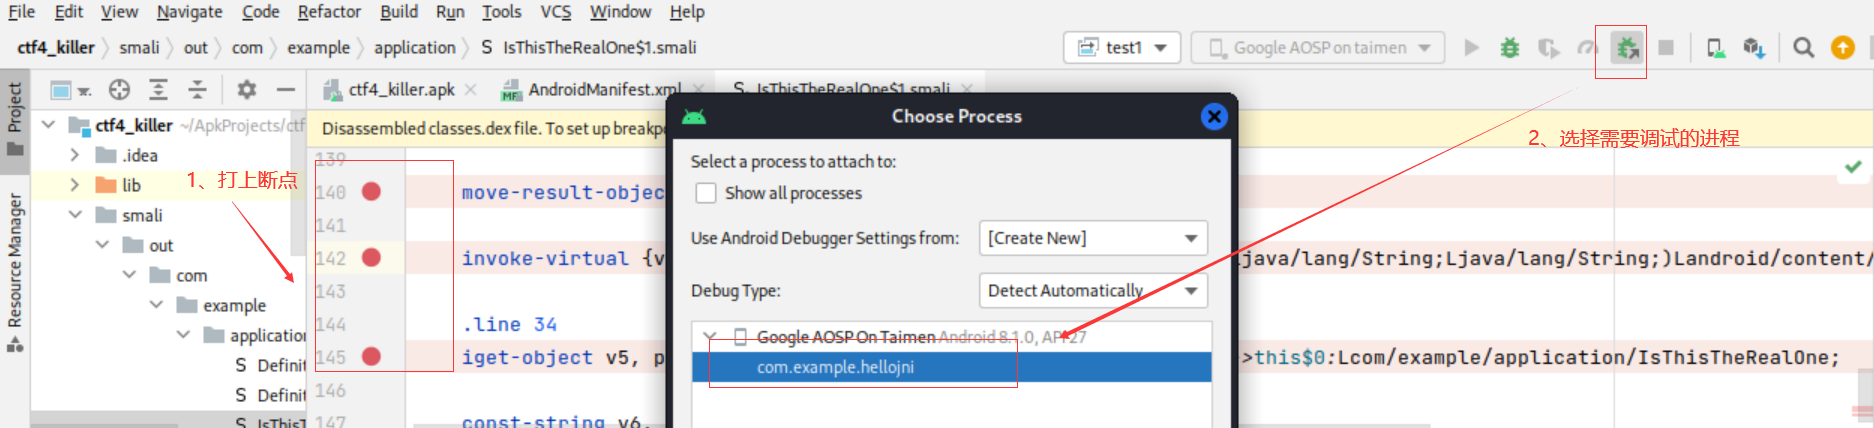 File Edit View Navigate Code Refactor Build Run Tools VCS Window Help
ctf4_killer smali out com example application S IsThisTheRealOne$1.smali test1 Google AOSP on taimen
Project
Resource Manager
ctf4_killer ~/ApkProjects/ctf
.idea
lib
smali
out
com
example
application
S Definit
S Definit
S IsThisT
1、打上断点
ctf4_killer.apk AndroidManifest.xml S IsThisTheRealOne$1.smali
Disassembled classes.dex file. To set up breakpo
139
140 move-result-objec
141
142 invoke-virtual {v java/lang/String;Ljava/lang/String;)Landroid/content/
143
144 .line 34
145 iget-object v5, p >this$0:Lcom/example/application/IsThisTheRealOne;
146
147 const-string v6,
Choose Process
Select a process to attach to:
Show all processes
Use Android Debugger Settings from: [Create New]
Debug Type: Detect Automatically
Google AOSP On Taimen Android 8.1.0, API 27
com.example.hellojni
2、选择需要调试的进程